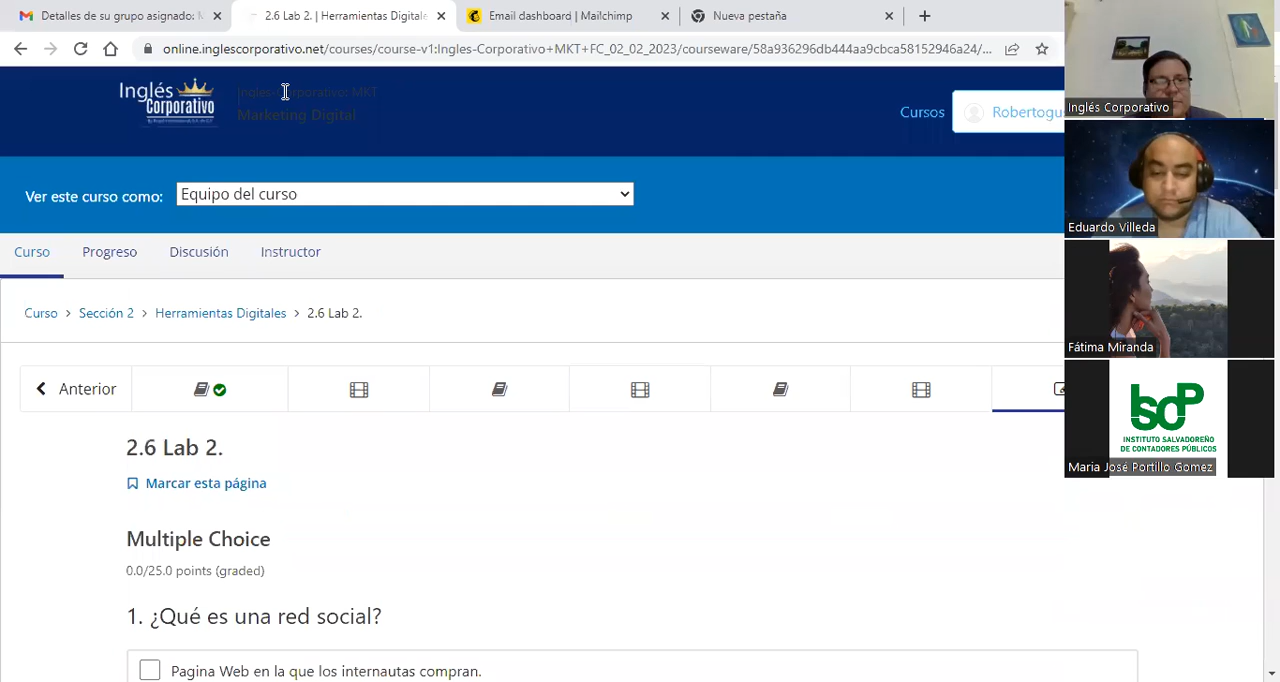 Detalles de su grupo asignado:
2.6 Lab 2. | Herramientas Digitale
Email dashboard | Mailchimp
Nueva pestaña
online.inglescorporativo.net/courses/course-v1:Ingles-Corporativo+MKT+FC_02_02_2023/courseware/58a936296db444aa9cbca58152946a24/...
Inglés
Corporativo
Ingles-Corporativo: MKT
Marketing Digital
Cursos
Robertogu
Ver este curso como:
Equipo del curso
Curso
Progreso
Discusión
Instructor
Curso > Sección 2 > Herramientas Digitales > 2.6 Lab 2.
Anterior
2.6 Lab 2.
Marcar esta página
Multiple Choice
0.0/25.0 points (graded)
1. ¿Qué es una red social?
Pagina Web en la que los internautas compran.
Inglés Corporativo
Eduardo Villeda
Fátima Miranda
ISCP
INSTITUTO SALVADOREÑO
DE CONTADORES PÚBLICOS
Maria José Portillo Gomez